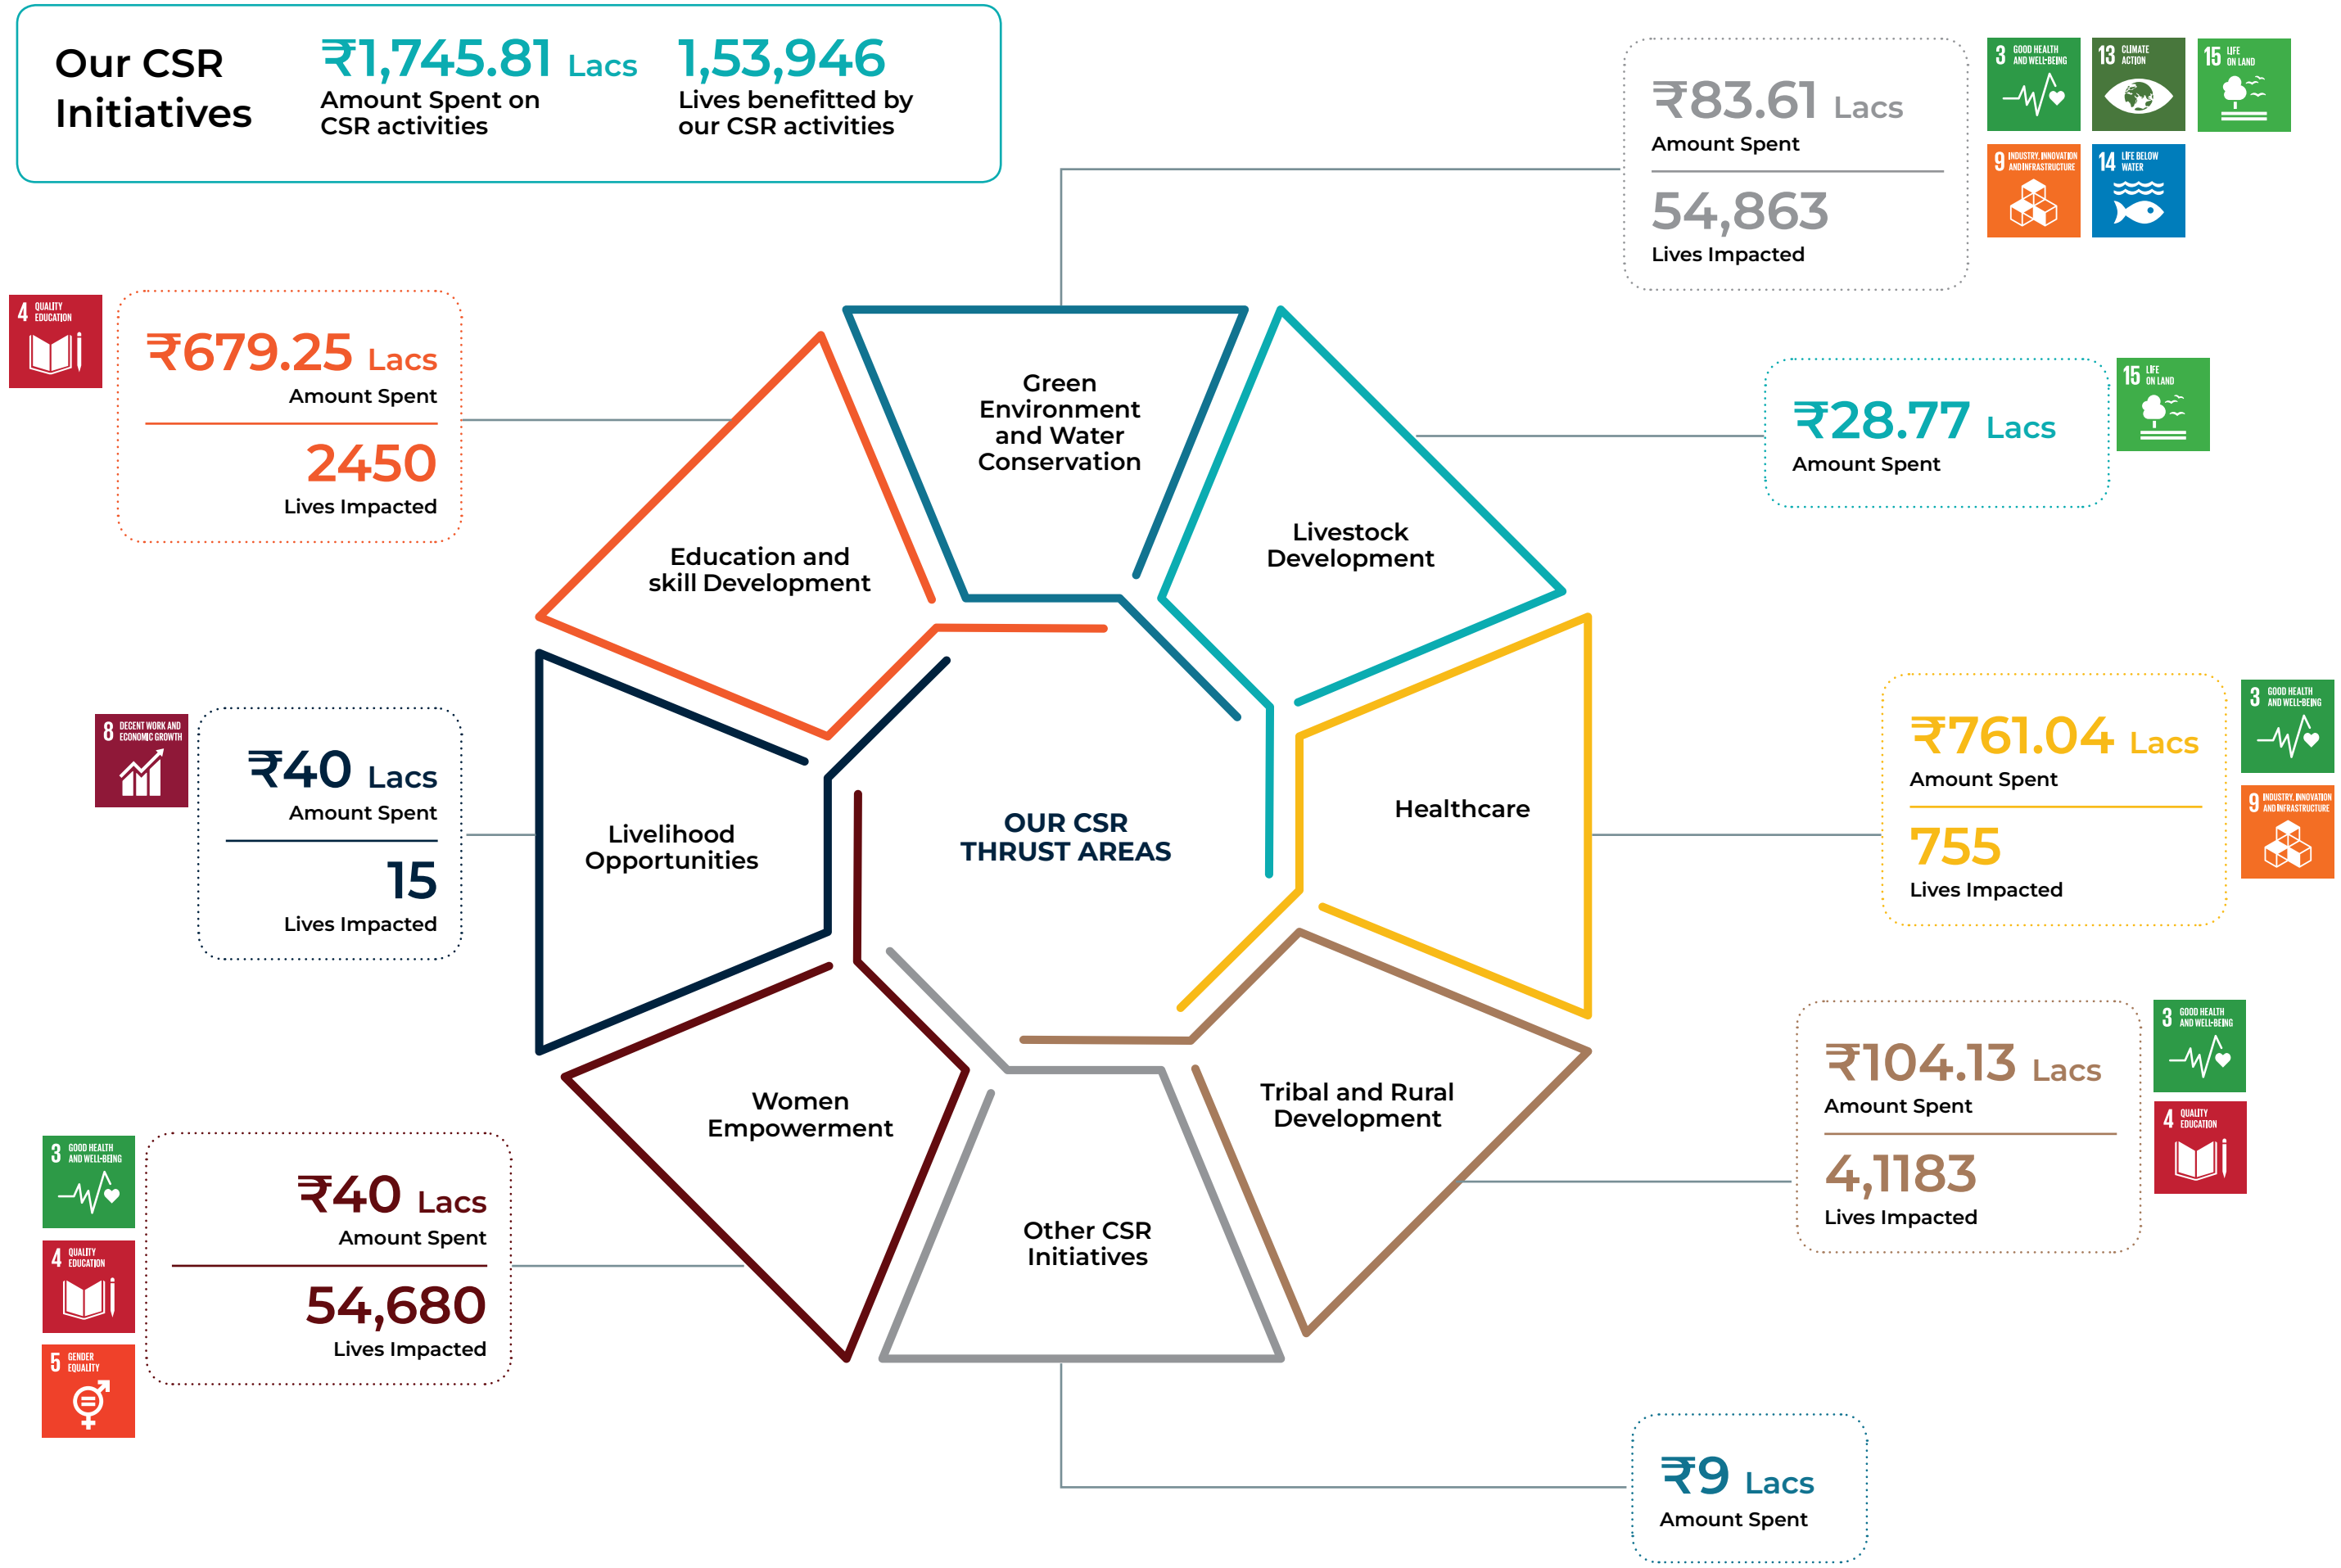 Our CSR
Initiatives
₹1,745.81 Lacs
Amount Spent on
CSR activities
1,53,946
Lives benefitted by
our CSR activities
₹83.61 Lacs
Amount Spent
54,863
Lives Impacted
3 GOOD HEALTH
AND WELL-BEING
13 CLIMATE
ACTION
15 LIFE
ON LAND
9 INDUSTRY, INNOVATION
AND INFRASTRUCTURE
14 LIFE BELOW
WATER
4 QUALITY
EDUCATION
₹679.25 Lacs
Amount Spent
2450
Lives Impacted
Green
Environment
and Water
Conservation
₹28.77 Lacs
Amount Spent
15 LIFE
ON LAND
Livestock
Development
Education and
skill Development
8 DECENT WORK AND
ECONOMIC GROWTH
₹40 Lacs
Amount Spent
15
Lives Impacted
Livelihood
Opportunities
OUR CSR
THRUST AREAS
Healthcare
₹761.04 Lacs
Amount Spent
755
Lives Impacted
3 GOOD HEALTH
AND WELL-BEING
9 INDUSTRY, INNOVATION
AND INFRASTRUCTURE
Women
Empowerment
Tribal and Rural
Development
₹104.13 Lacs
Amount Spent
4,1183
Lives Impacted
3 GOOD HEALTH
AND WELL-BEING
4 QUALITY
EDUCATION
3 GOOD HEALTH
AND WELL-BEING
4 QUALITY
EDUCATION
5 GENDER
EQUALITY
₹40 Lacs
Amount Spent
54,680
Lives Impacted
Other CSR
Initiatives
₹9 Lacs
Amount Spent